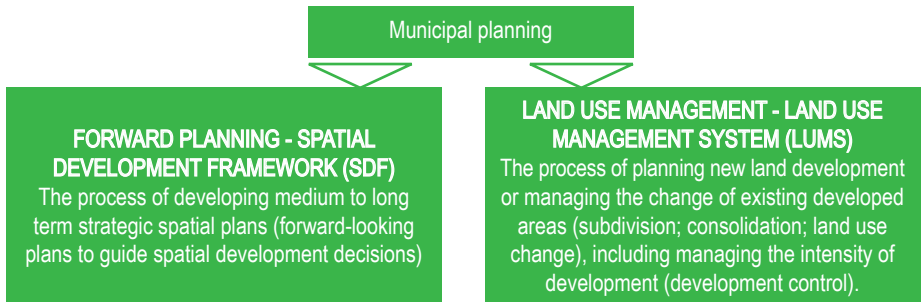 Municipal planning
FORWARD PLANNING - SPATIAL
DEVELOPMENT FRAMEWORK (SDF)
The process of developing medium to long
term strategic spatial plans (forward-looking
plans to guide spatial development decisions)
LAND USE MANAGEMENT - LAND USE
MANAGEMENT SYSTEM (LUMS)
The process of planning new land development
or managing the change of existing developed
areas (subdivision; consolidation; land use
change), including managing the intensity of
development (development control).